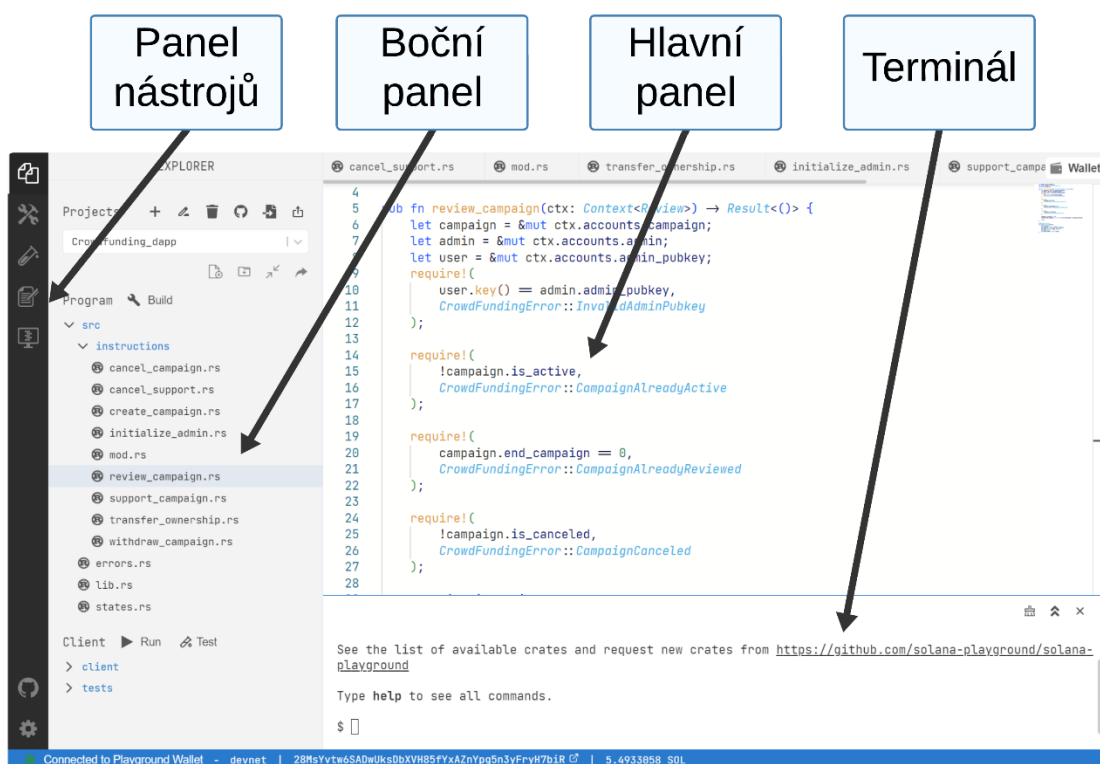 Panel
nástrojů
Boční
panel
Hlavní
panel
Terminál
EXPLORER
cancel_support.rs
mod.rs
transfer_ownership.rs
initialize_admin.rs
support_campa
Wallet
Projects
Crowdfunding_dapp
Program
Build
src
instructions
cancel_campaign.rs
cancel_support.rs
create_campaign.rs
initialize_admin.rs
mod.rs
review_campaign.rs
support_campaign.rs
transfer_ownership.rs
withdraw_campaign.rs
errors.rs
lib.rs
states.rs
Client
Run
Test
client
tests
4
5 pub fn review_campaign(ctx: Context<Review>) → Result<()> {
6 let campaign = &mut ctx.accounts.campaign;
7 let admin = &mut ctx.accounts.admin;
8 let user = &mut ctx.accounts.admin_pubkey;
9 require!(
10 user.key() == admin.admin_pubkey,
11 CrowdFundingError::InvalidAdminPubkey
12 );
13
14 require!(
15 !campaign.is_active,
16 CrowdFundingError::CampaignAlreadyActive
17 );
18
19 require!(
20 campaign.end_campaign == 0,
21 CrowdFundingError::CampaignAlreadyReviewed
22 );
23
24 require!(
25 !campaign.is_canceled,
26 CrowdFundingError::CampaignCanceled
27 );
28
See the list of available crates and request new crates from https://github.com/solana-playground/solana-
playground
Type help to see all commands.
$
Connected to Playground Wallet - devnet | 28MsYvtw6SADwUksDbXVH85fYxAZnYpg5n3yFryH7biR | 5.4933058 SOL